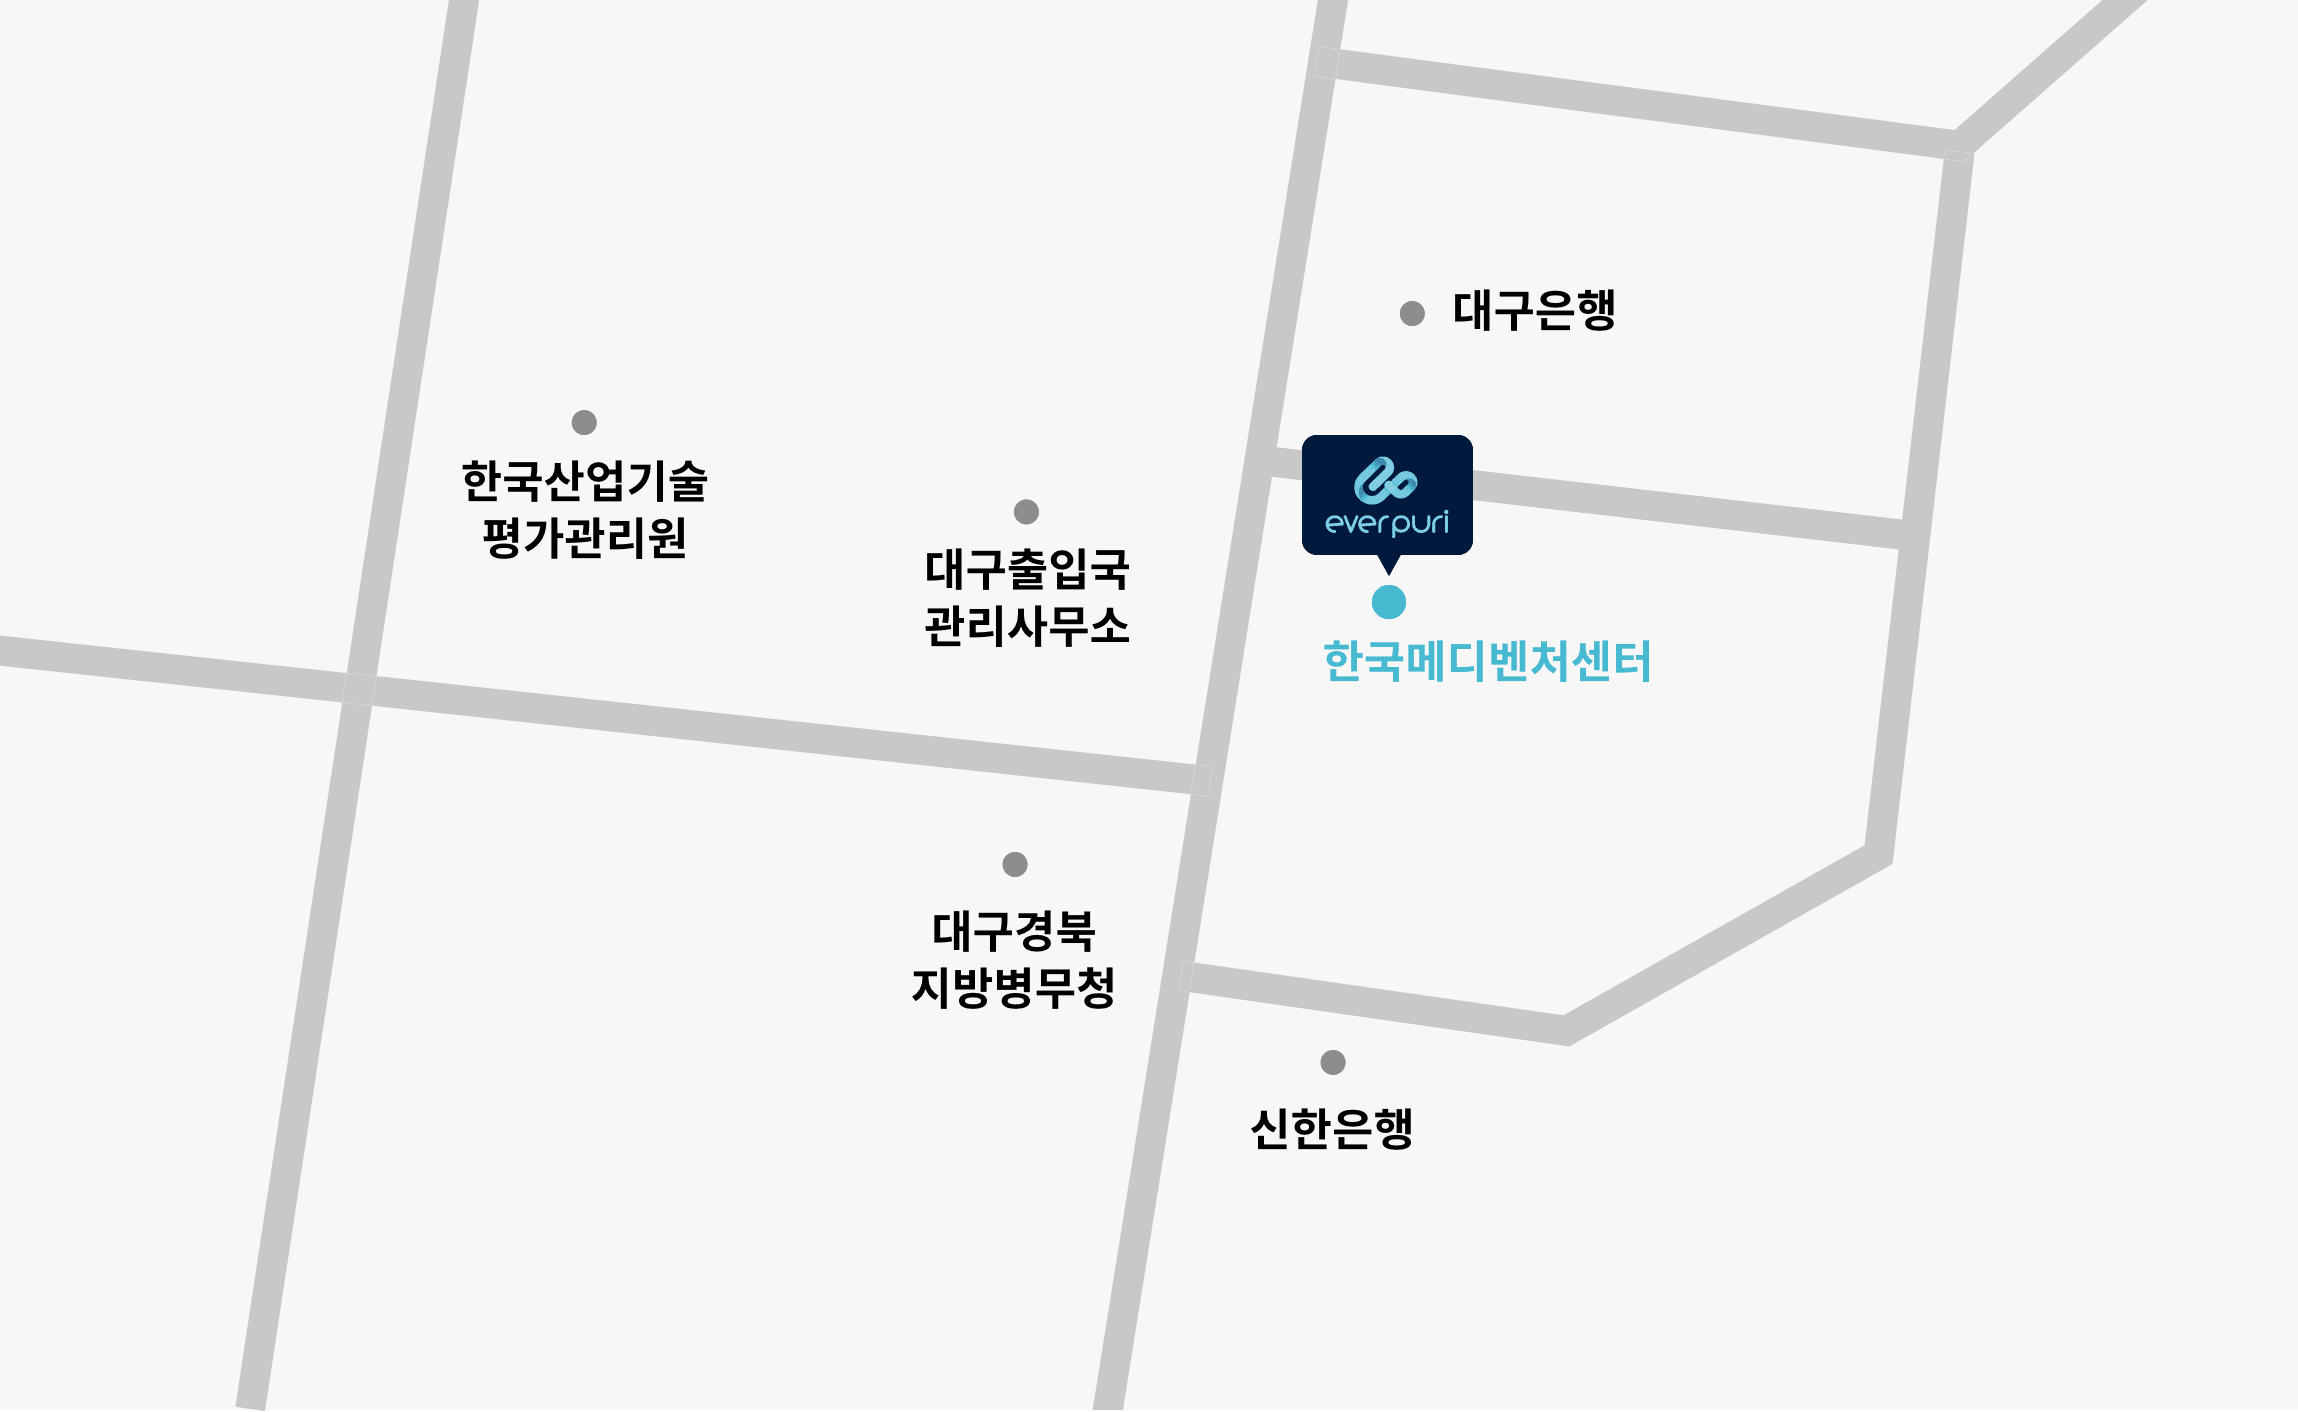 대구은행
한국산업기술
평가관리원
everpuri
대구출입국
관리사무소
한국메디벤처센터
대구경북
지방병무청
신한은행